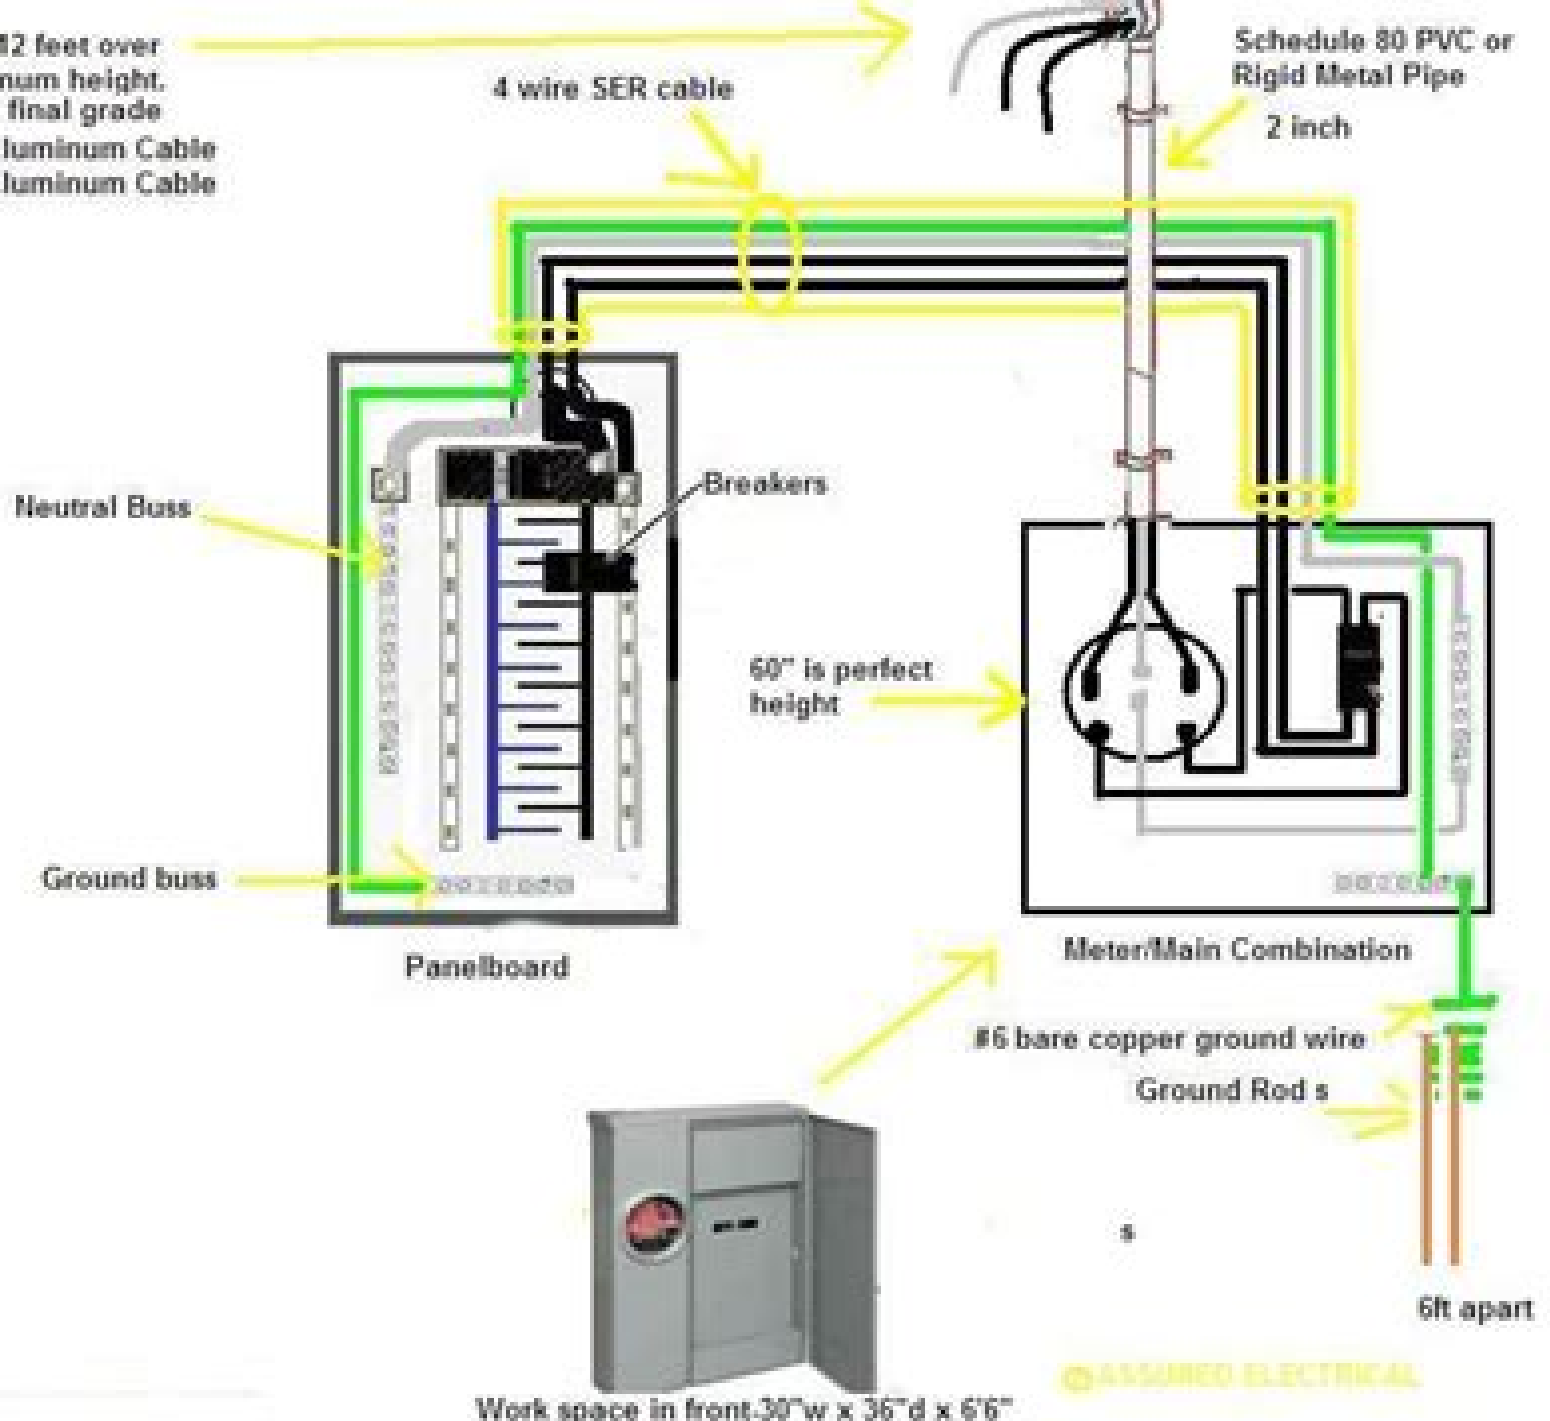 12 feet over
num height.
final grade
luminum Cable
luminum Cable
4 wire SER cable
Schedule 80 PVC or
Rigid Metal Pipe
2 inch
Neutral Buss
Breakers
60" is perfect
height
Ground buss
Panelboard
Meter/Main Combination
#6 bare copper ground wire
Ground Rod s
s
6ft apart
©ASSURED ELECTRICAL
Work space in front.30"w x 36"d x 6'6"